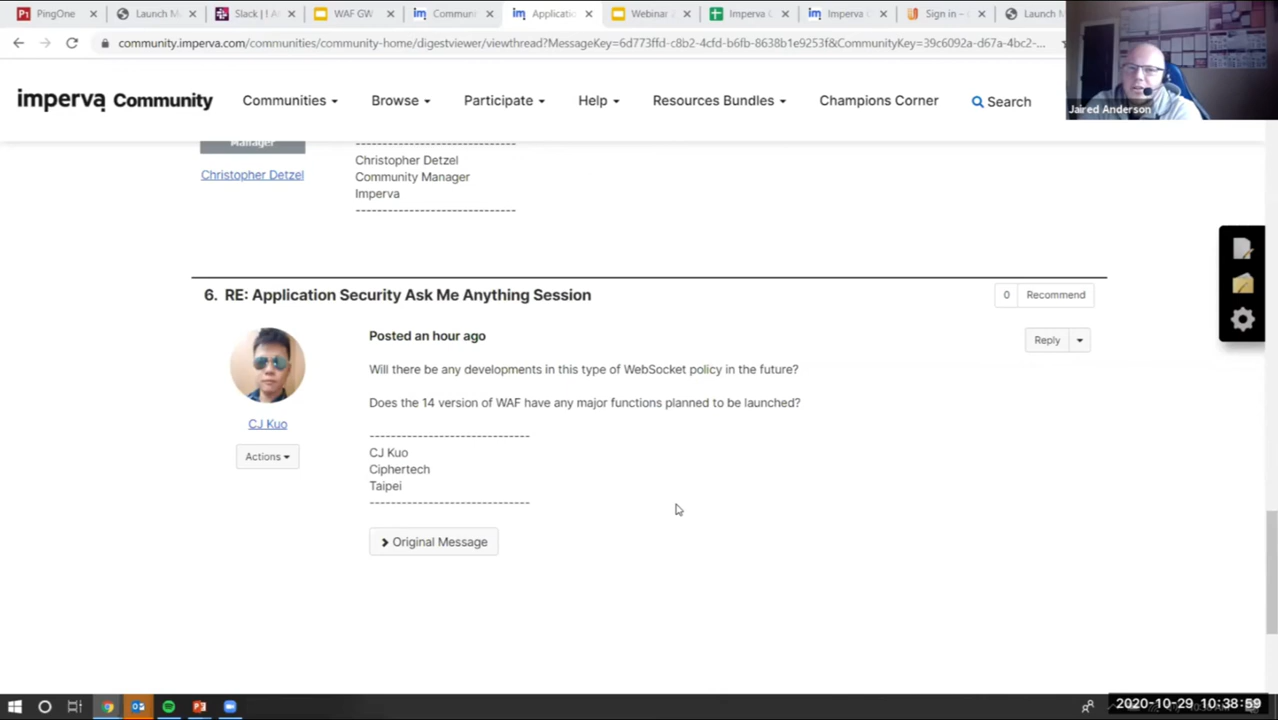 PingOne
Launch M
Slack | ! A
WAF GW
Communi
Applicatio
Webinar
Imperva C
Imperva
Sign in –
Launch M
community.imperva.com/communities/community-home/digestviewer/viewthread?MessageKey=6d773ffd-c8b2-4cfd-b6fb-8638b1e9253f&CommunityKey=39c6092a-d67a-4bc2-...
imperva Community
Communities
Browse
Participate
Help
Resources Bundles
Champions Corner
Search
Jaired Anderson
Manager
Christopher Detzel
-------------------------------
Christopher Detzel
Community Manager
Imperva
-------------------------------
6. RE: Application Security Ask Me Anything Session
0 Recommend
Posted an hour ago
Reply
Will there be any developments in this type of WebSocket policy in the future?
Does the 14 version of WAF have any major functions planned to be launched?
CJ Kuo
Actions
-------------------------------
CJ Kuo
Ciphertech
Taipei
-------------------------------
Original Message
2020-10-29 10:38:59